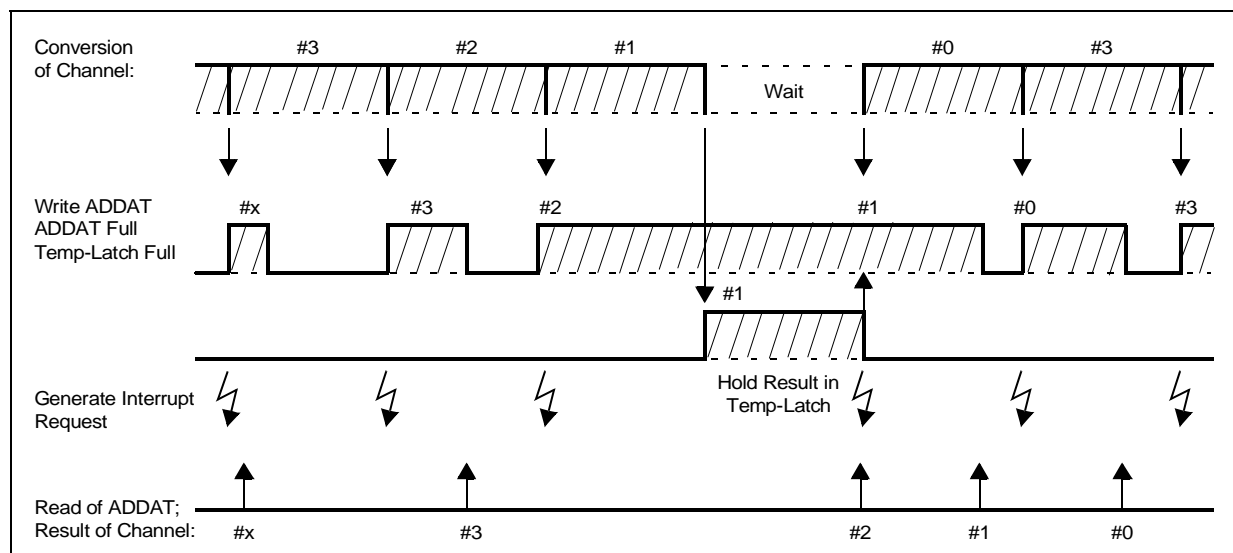 Conversion
of Channel:
#3 #2 #1 #0 #3
Wait
Write ADDAT
ADDAT Full
Temp-Latch Full
#x #3 #2 #1 #0 #3
#1
Hold Result in
Temp-Latch
Generate Interrupt
Request
Read of ADDAT;
Result of Channel:
#x #3 #2 #1 #0